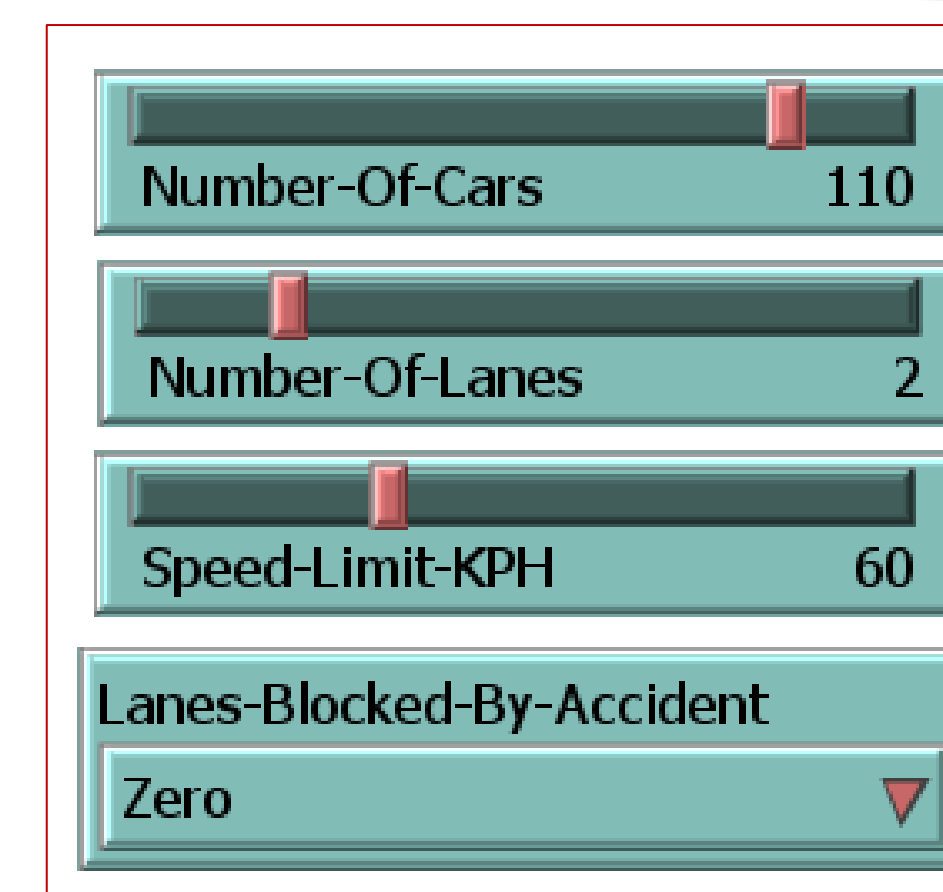 Number-Of-Cars 110
Number-Of-Lanes 2
Speed-Limit-KPH 60
Lanes-Blocked-By-Accident
Zero